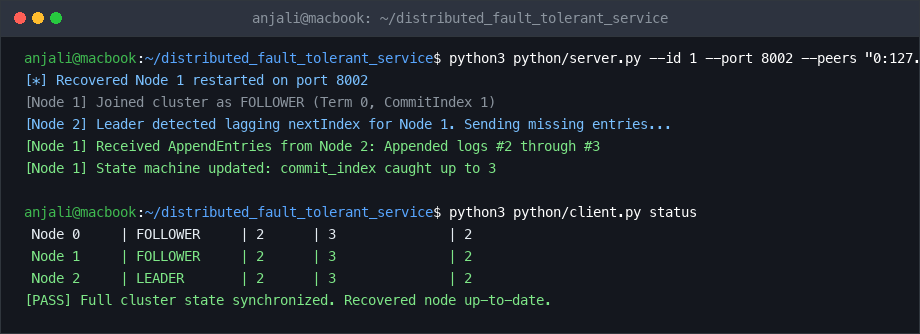 anjali@macbook: ~/distributed_fault_tolerant_service
anjali@macbook:~/distributed_fault_tolerant_service$ python3 python/server.py --id 1 --port 8002 --peers "0:127.
[*] Recovered Node 1 restarted on port 8002
[Node 1] Joined cluster as FOLLOWER (Term 0, CommitIndex 1)
[Node 2] Leader detected lagging nextIndex for Node 1. Sending missing entries...
[Node 1] Received AppendEntries from Node 2: Appended logs #2 through #3
[Node 1] State machine updated: commit_index caught up to 3
anjali@macbook:~/distributed_fault_tolerant_service$ python3 python/client.py status
Node 0     | FOLLOWER     | 2      | 3              | 2
Node 1     | FOLLOWER     | 2      | 3              | 2
Node 2     | LEADER       | 2      | 3              | 2
[PASS] Full cluster state synchronized. Recovered node up-to-date.